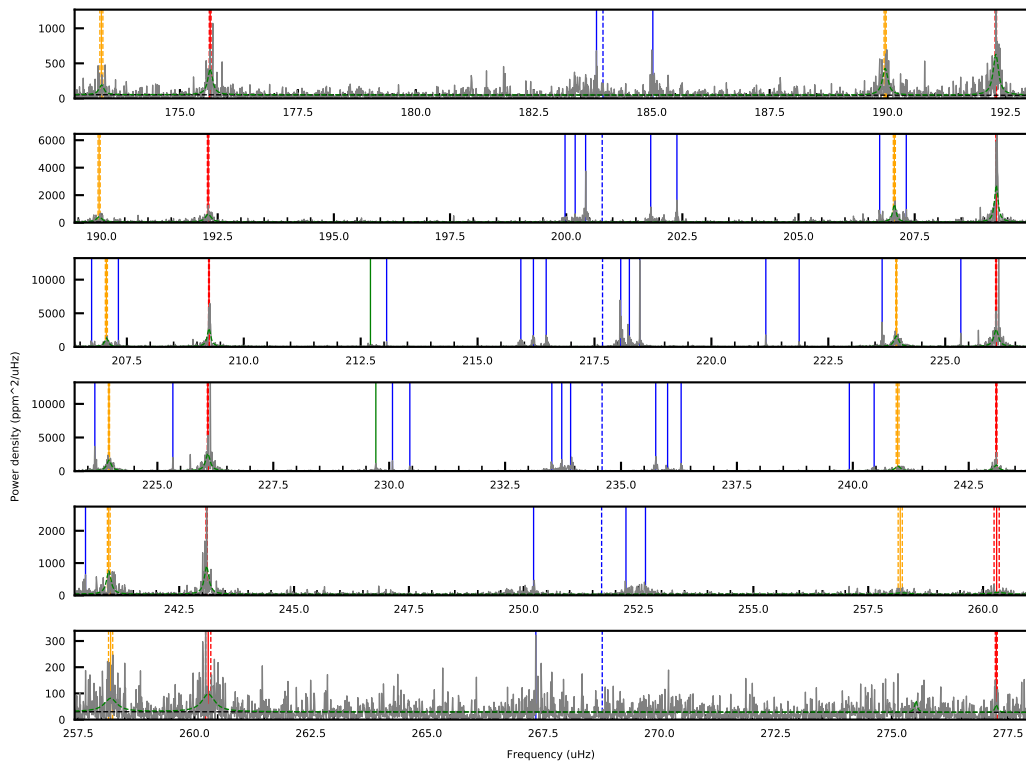 1000
500
0
175.0 177.5 180.0 182.5 185.0 187.5 190.0 192.5
6000
4000
2000
0
190.0 192.5 195.0 197.5 200.0 202.5 205.0 207.5
10000
5000
0
207.5 210.0 212.5 215.0 217.5 220.0 222.5 225.0
Power density (ppm^2/uHz)
10000
5000
0
225.0 227.5 230.0 232.5 235.0 237.5 240.0 242.5
2000
1000
0
242.5 245.0 247.5 250.0 252.5 255.0 257.5 260.0
300
200
100
0
257.5 260.0 262.5 265.0 267.5 270.0 272.5 275.0 277.5
Frequency (uHz)